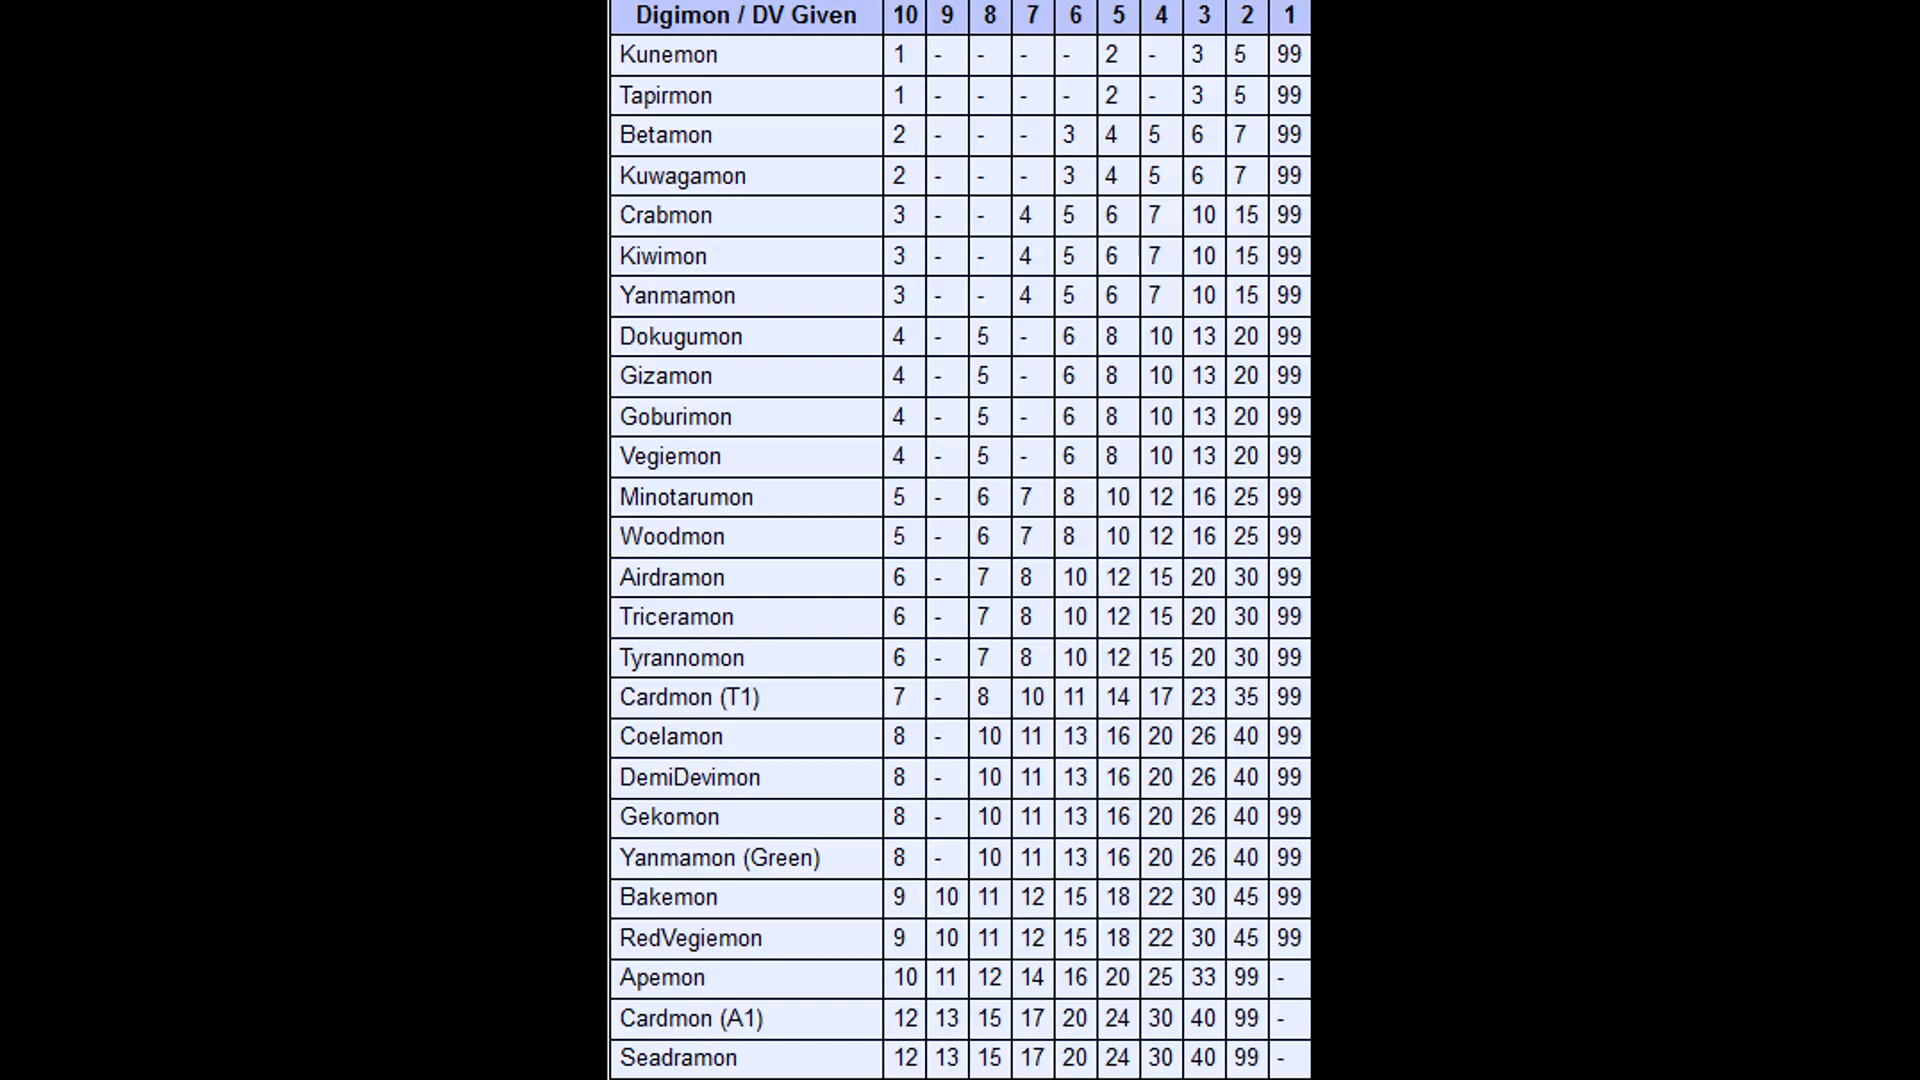 Digimon / DV Given 10 9 8 7 6 5 4 3 2 1
Kunemon 1 - - - - 2 - 3 5 99
Tapirmon 1 - - - - 2 - 3 5 99
Betamon 2 - - - 3 4 5 6 7 99
Kuwagamon 2 - - - 3 4 5 6 7 99
Crabmon 3 - - 4 5 6 7 10 15 99
Kiwimon 3 - - 4 5 6 7 10 15 99
Yanmamon 3 - - 4 5 6 7 10 15 99
Dokugumon 4 - 5 - 6 8 10 13 20 99
Gizamon 4 - 5 - 6 8 10 13 20 99
Goburimon 4 - 5 - 6 8 10 13 20 99
Vegiemon 4 - 5 - 6 8 10 13 20 99
Minotarumon 5 - 6 7 8 10 12 16 25 99
Woodmon 5 - 6 7 8 10 12 16 25 99
Airdramon 6 - 7 8 10 12 15 20 30 99
Triceramon 6 - 7 8 10 12 15 20 30 99
Tyrannomon 6 - 7 8 10 12 15 20 30 99
Cardmon (T1) 7 - 8 10 11 14 17 23 35 99
Coelamon 8 - 10 11 13 16 20 26 40 99
DemiDevimon 8 - 10 11 13 16 20 26 40 99
Gekomon 8 - 10 11 13 16 20 26 40 99
Yanmamon (Green) 8 - 10 11 13 16 20 26 40 99
Bakemon 9 10 11 12 15 18 22 30 45 99
RedVegiemon 9 10 11 12 15 18 22 30 45 99
Apemon 10 11 12 14 16 20 25 33 99 -
Cardmon (A1) 12 13 15 17 20 24 30 40 99 -
Seadramon 12 13 15 17 20 24 30 40 99 -